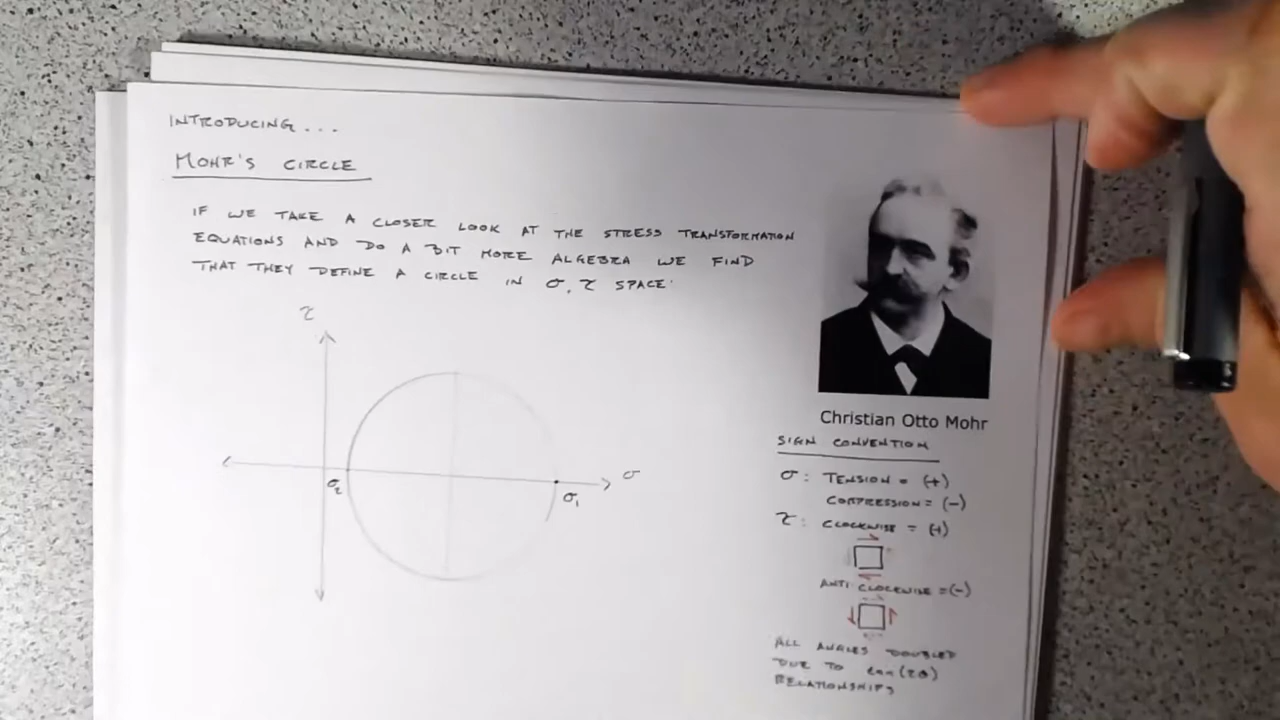 INTRODUCING...
MOHR'S CIRCLE
IF WE TAKE A CLOSER LOOK AT THE STRESS TRANSFORMATION
EQUATIONS AND DO A BIT MORE ALGEBRA WE FIND
THAT THEY DEFINE A CIRCLE IN σ, τ SPACE:
τ
σ
σ₂
σ₁
Christian Otto Mohr
SIGN CONVENTION
σ: TENSION = (+)
COMPRESSION = (-)
τ: CLOCKWISE = (+)
ANTI CLOCKWISE = (-)
ALL ANGLES DOUBLED
DUE TO tan(2θ)
RELATIONSHIPS